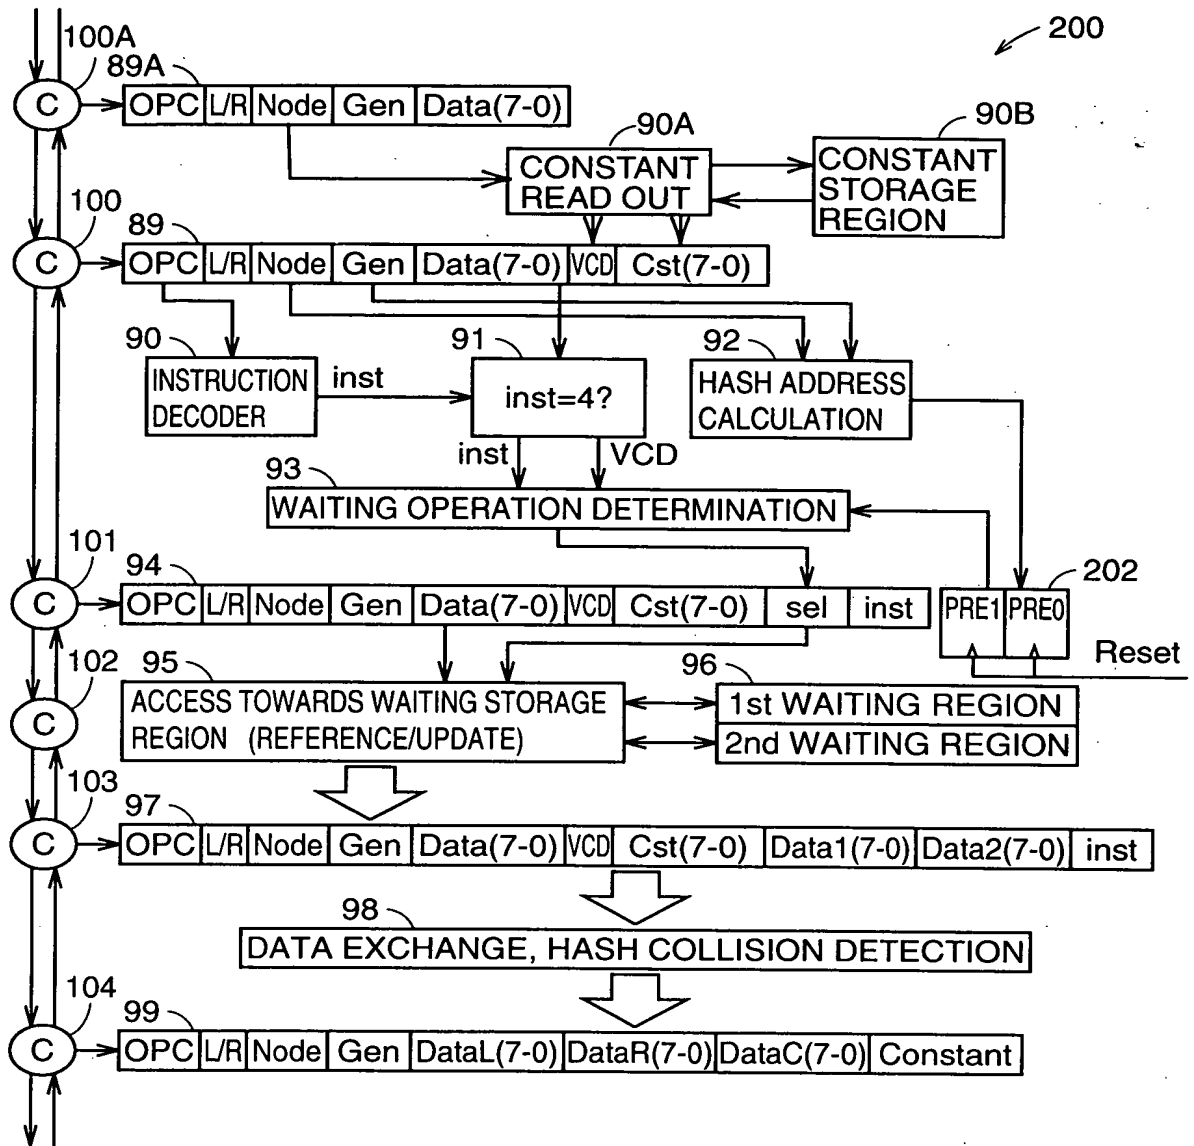 100A
200
89A
C
OPC L/R Node Gen Data(7-0)
90A
90B
CONSTANT
READ OUT
CONSTANT
STORAGE
REGION
100
89
C
OPC L/R Node Gen Data(7-0) VCD Cst(7-0)
90
91
92
INSTRUCTION
DECODER
inst
inst=4?
HASH ADDRESS
CALCULATION
inst
VCD
93
WAITING OPERATION DETERMINATION
101
94
202
C
OPC L/R Node Gen Data(7-0) VCD Cst(7-0) sel inst
PRE1 PRE0
Reset
102
95
96
C
ACCESS TOWARDS WAITING STORAGE
REGION (REFERENCE/UPDATE)
1st WAITING REGION
2nd WAITING REGION
103
97
C
OPC L/R Node Gen Data(7-0) VCD Cst(7-0) Data1(7-0) Data2(7-0) inst
98
DATA EXCHANGE, HASH COLLISION DETECTION
104
99
C
OPC L/R Node Gen DataL(7-0) DataR(7-0) DataC(7-0) Constant